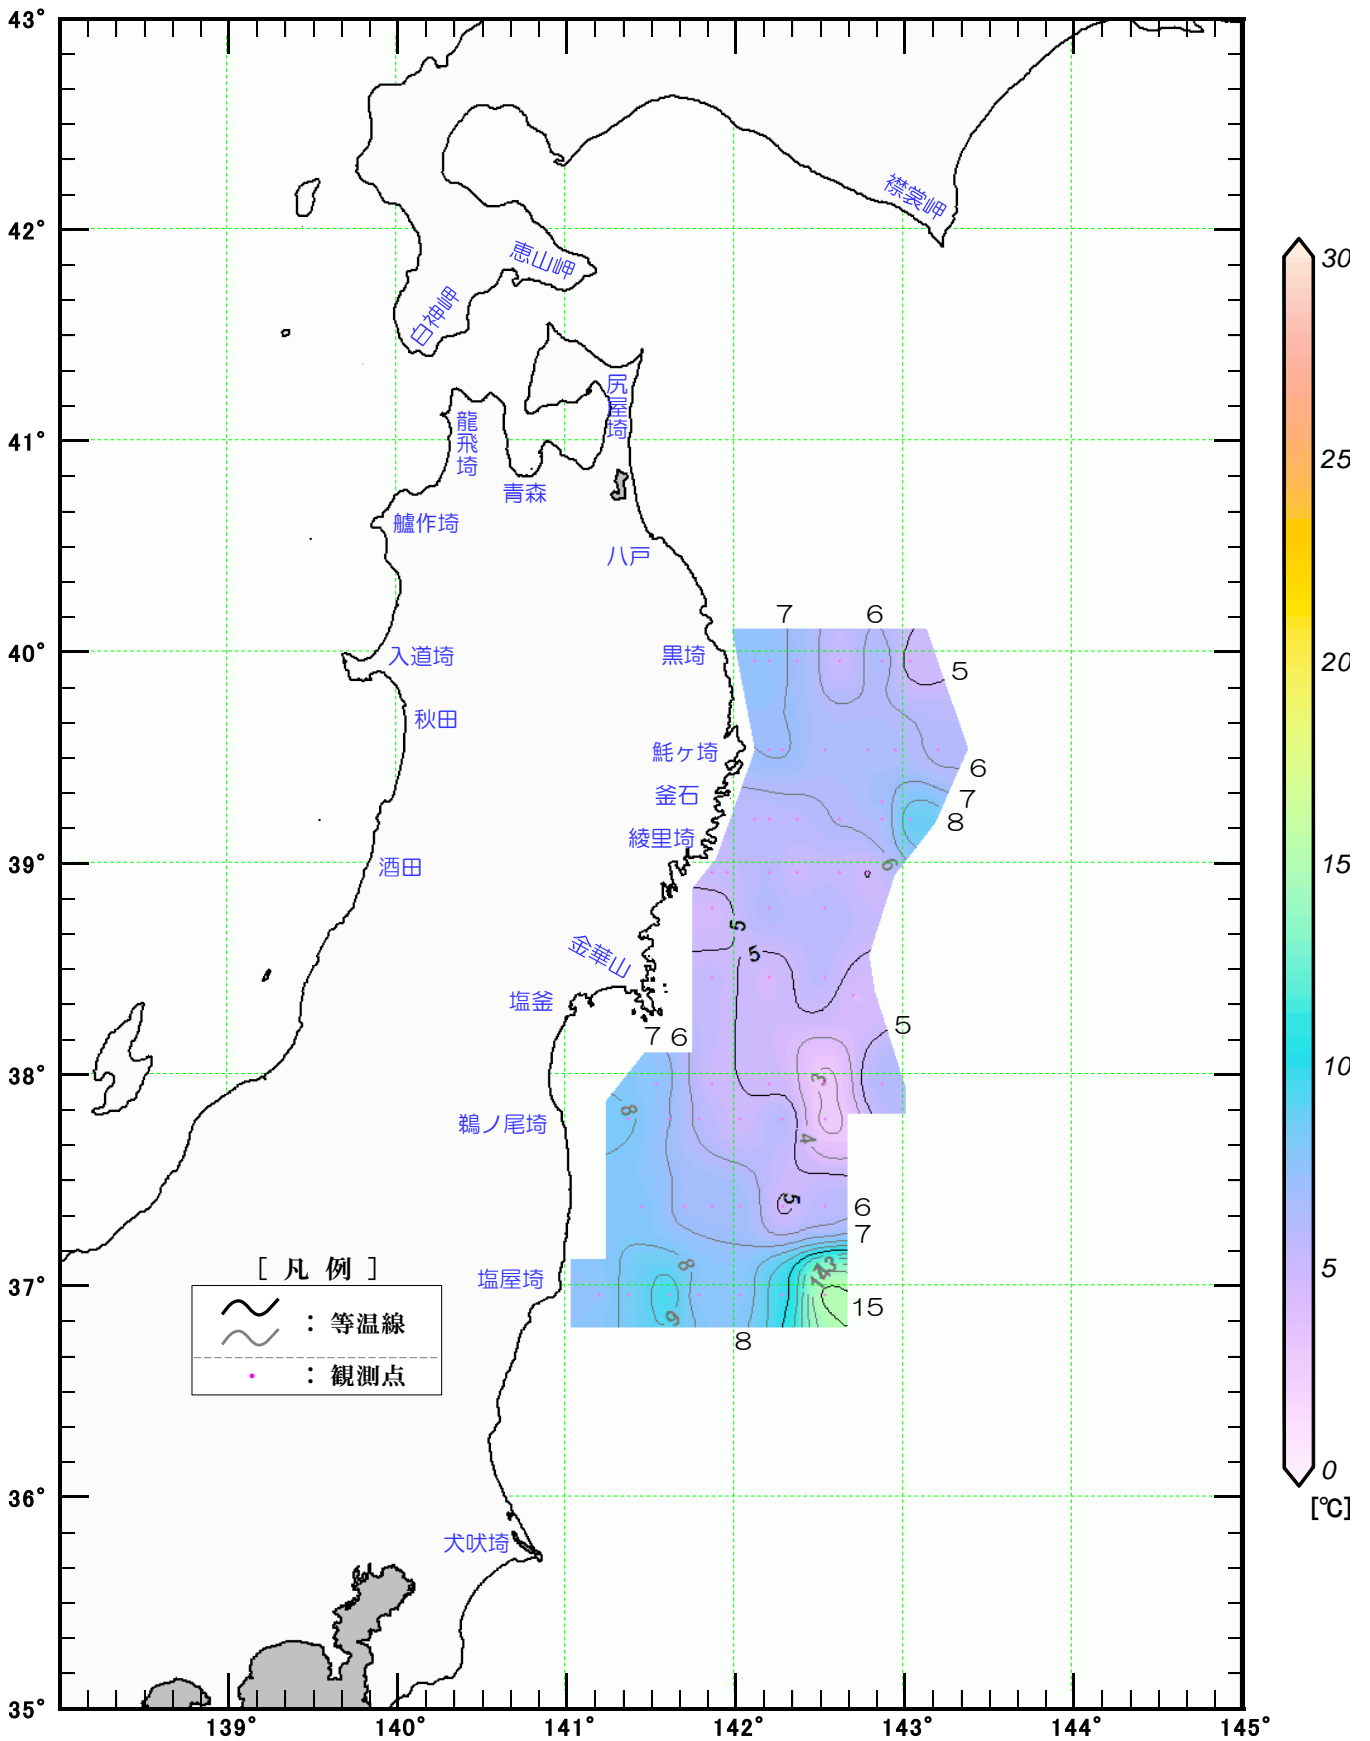 43°
42°
41°
40°
39°
38°
37°
36°
35°
139°
140°
141°
142°
143°
144°
145°
襟裳岬
恵山岬
白神岬
尻屋埼
龍飛埼
青森
艫作埼
八戸
入道埼
黒埼
秋田
魹ヶ埼
釜石
綾里埼
酒田
金華山
塩釜
鵜ノ尾埼
塩屋埼
犬吠埼
7
6
5
6
7
8
6
5
5
5
7 6
3
4
8
5
6
7
8
9
13
14
15
8
[ 凡 例 ]
： 等温線
： 観測点
30
25
20
15
10
5
0
[℃]